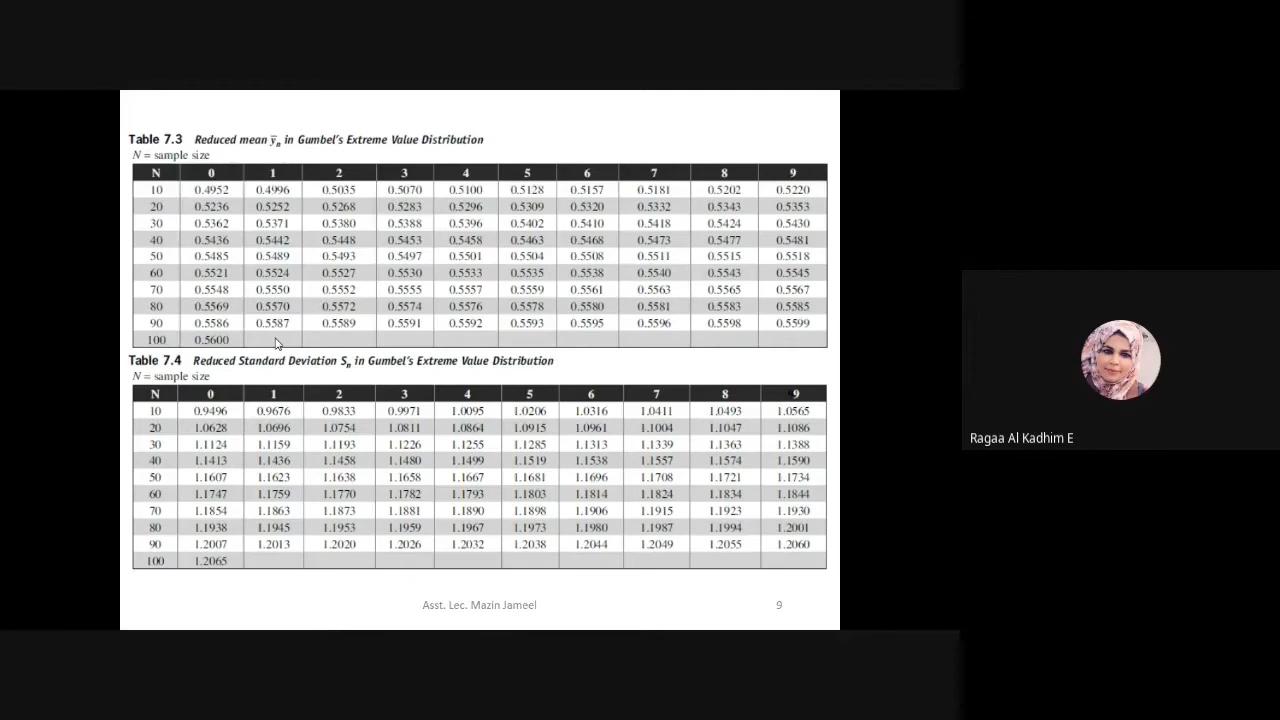 Table 7.3 Reduced mean ȳn in Gumbel's Extreme Value Distribution
N = sample size
N 0 1 2 3 4 5 6 7 8 9
10 0.4952 0.4996 0.5035 0.5070 0.5100 0.5128 0.5157 0.5181 0.5202 0.5220
20 0.5236 0.5252 0.5268 0.5283 0.5296 0.5309 0.5320 0.5332 0.5343 0.5353
30 0.5362 0.5371 0.5380 0.5388 0.5396 0.5402 0.5410 0.5418 0.5424 0.5430
40 0.5436 0.5442 0.5448 0.5453 0.5458 0.5463 0.5468 0.5473 0.5477 0.5481
50 0.5485 0.5489 0.5493 0.5497 0.5501 0.5504 0.5508 0.5511 0.5515 0.5518
60 0.5521 0.5524 0.5527 0.5530 0.5533 0.5535 0.5538 0.5540 0.5543 0.5545
70 0.5548 0.5550 0.5552 0.5555 0.5557 0.5559 0.5561 0.5563 0.5565 0.5567
80 0.5569 0.5570 0.5572 0.5574 0.5576 0.5578 0.5580 0.5581 0.5583 0.5585
90 0.5586 0.5587 0.5589 0.5591 0.5592 0.5593 0.5595 0.5596 0.5598 0.5599
100 0.5600
Table 7.4 Reduced Standard Deviation Sn in Gumbel's Extreme Value Distribution
N = sample size
N 0 1 2 3 4 5 6 7 8 9
10 0.9496 0.9676 0.9833 0.9971 1.0095 1.0206 1.0316 1.0411 1.0493 1.0565
20 1.0628 1.0696 1.0754 1.0811 1.0864 1.0915 1.0961 1.1004 1.1047 1.1086
30 1.1124 1.1159 1.1193 1.1226 1.1255 1.1285 1.1313 1.1339 1.1363 1.1388
40 1.1413 1.1436 1.1458 1.1480 1.1499 1.1519 1.1538 1.1557 1.1574 1.1590
50 1.1607 1.1623 1.1638 1.1658 1.1667 1.1681 1.1696 1.1708 1.1721 1.1734
60 1.1747 1.1759 1.1770 1.1782 1.1793 1.1803 1.1814 1.1824 1.1834 1.1844
70 1.1854 1.1863 1.1873 1.1881 1.1890 1.1898 1.1906 1.1915 1.1923 1.1930
80 1.1938 1.1945 1.1953 1.1959 1.1967 1.1973 1.1980 1.1987 1.1994 1.2001
90 1.2007 1.2013 1.2020 1.2026 1.2032 1.2038 1.2044 1.2049 1.2055 1.2060
100 1.2065
Asst. Lec. Mazin Jameel 9
Ragaa Al Kadhim E